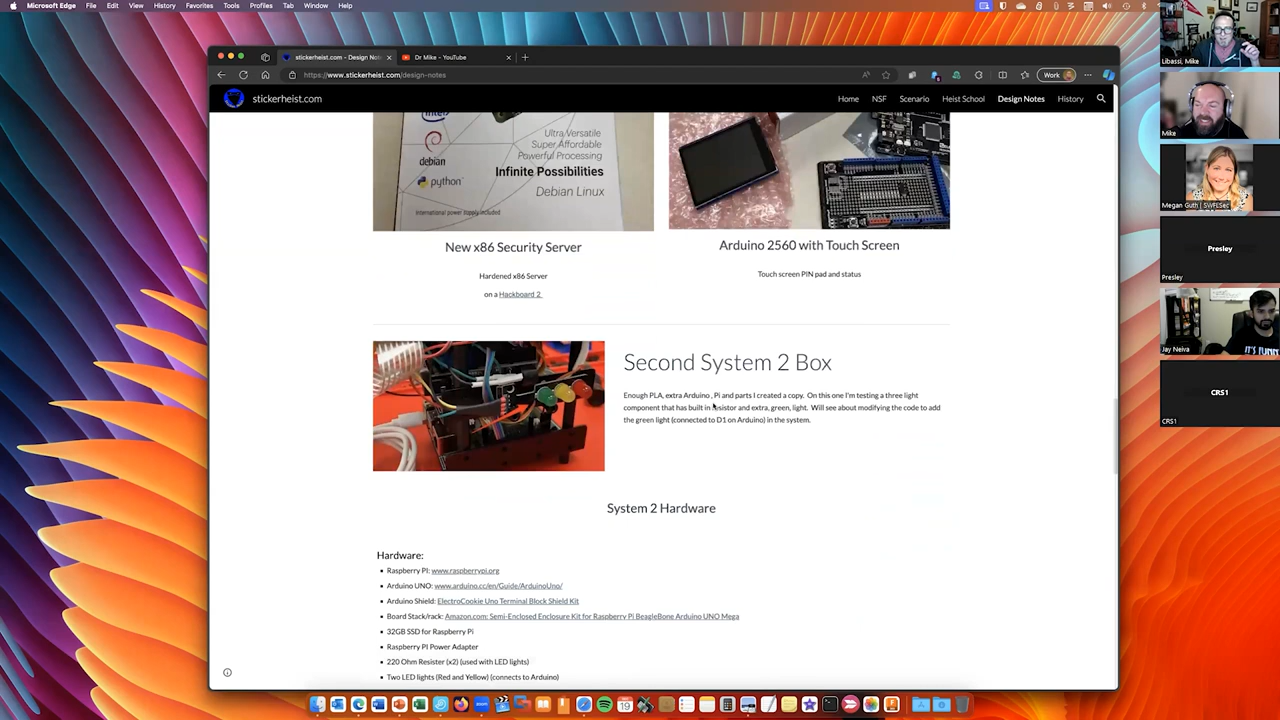 Microsoft Edge File Edit View History Favorites Tools Profiles Tab Window Help
stickerheist.com - Design Not
Dr Mike - YouTube
https://www.stickerheist.com/design-notes
Work
stickerheist.com
Home NSF Scenario Heist School Design Notes History
debian
python
Ultra Versatile
Super Affordable
Powerful Processing
Infinite Possibilities
Debian Linux
International power supply included
New x86 Security Server
Hardened x86 Server
on a Hackboard 2
Arduino 2560 with Touch Screen
Touch screen PIN pad and status
Second System 2 Box
Enough PLA, extra Arduino , Pi and parts I created a copy. On this one I'm testing a three light
component that has built in resistor and extra, green, light. Will see about modifying the code to add
the green light (connected to D1 on Arduino) in the system.
System 2 Hardware
Hardware:
Raspberry PI: www.raspberrypi.org
Arduino UNO: www.arduino.cc/en/Guide/ArduinoUno/
Arduino Shield: ElectroCookie Uno Terminal Block Shield Kit
Board Stack/rack: Amazon.com: Semi-Enclosed Enclosure Kit for Raspberry Pi BeagleBone Arduino UNO Mega
32GB SSD for Raspberry Pi
Raspberry PI Power Adapter
220 Ohm Resister (x2) (used with LED lights)
Two LED lights (Red and Yellow) (connects to Arduino)
Libassi, Mike
Mike
Megan Guth | SWFLSec
Presley
Presley
IT'S FUNNY
Jay Neiva
CRS1
CRS1
19